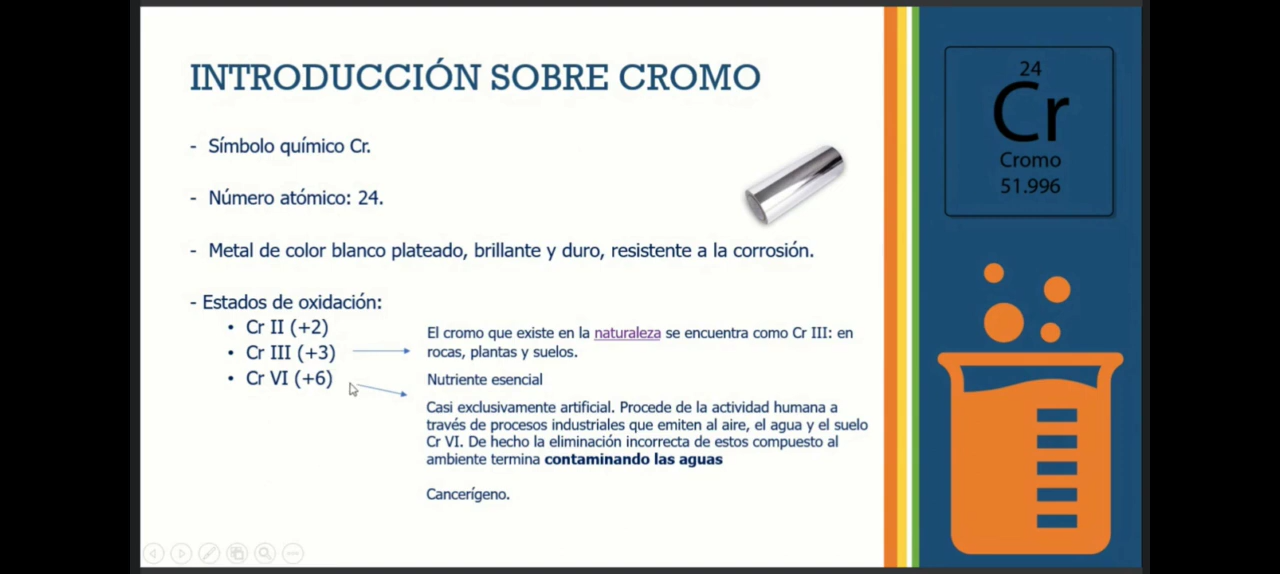 INTRODUCCIÓN SOBRE CROMO
- Símbolo químico Cr.
- Número atómico: 24.
- Metal de color blanco plateado, brillante y duro, resistente a la corrosión.
- Estados de oxidación:
• Cr II (+2)
• Cr III (+3)
• Cr VI (+6)
El cromo que existe en la naturaleza se encuentra como Cr III: en
rocas, plantas y suelos.
Nutriente esencial
Casi exclusivamente artificial. Procede de la actividad humana a
través de procesos industriales que emiten al aire, el agua y el suelo
Cr VI. De hecho la eliminación incorrecta de estos compuesto al
ambiente termina contaminando las aguas
Cancerígeno.
24
Cr
Cromo
51.996